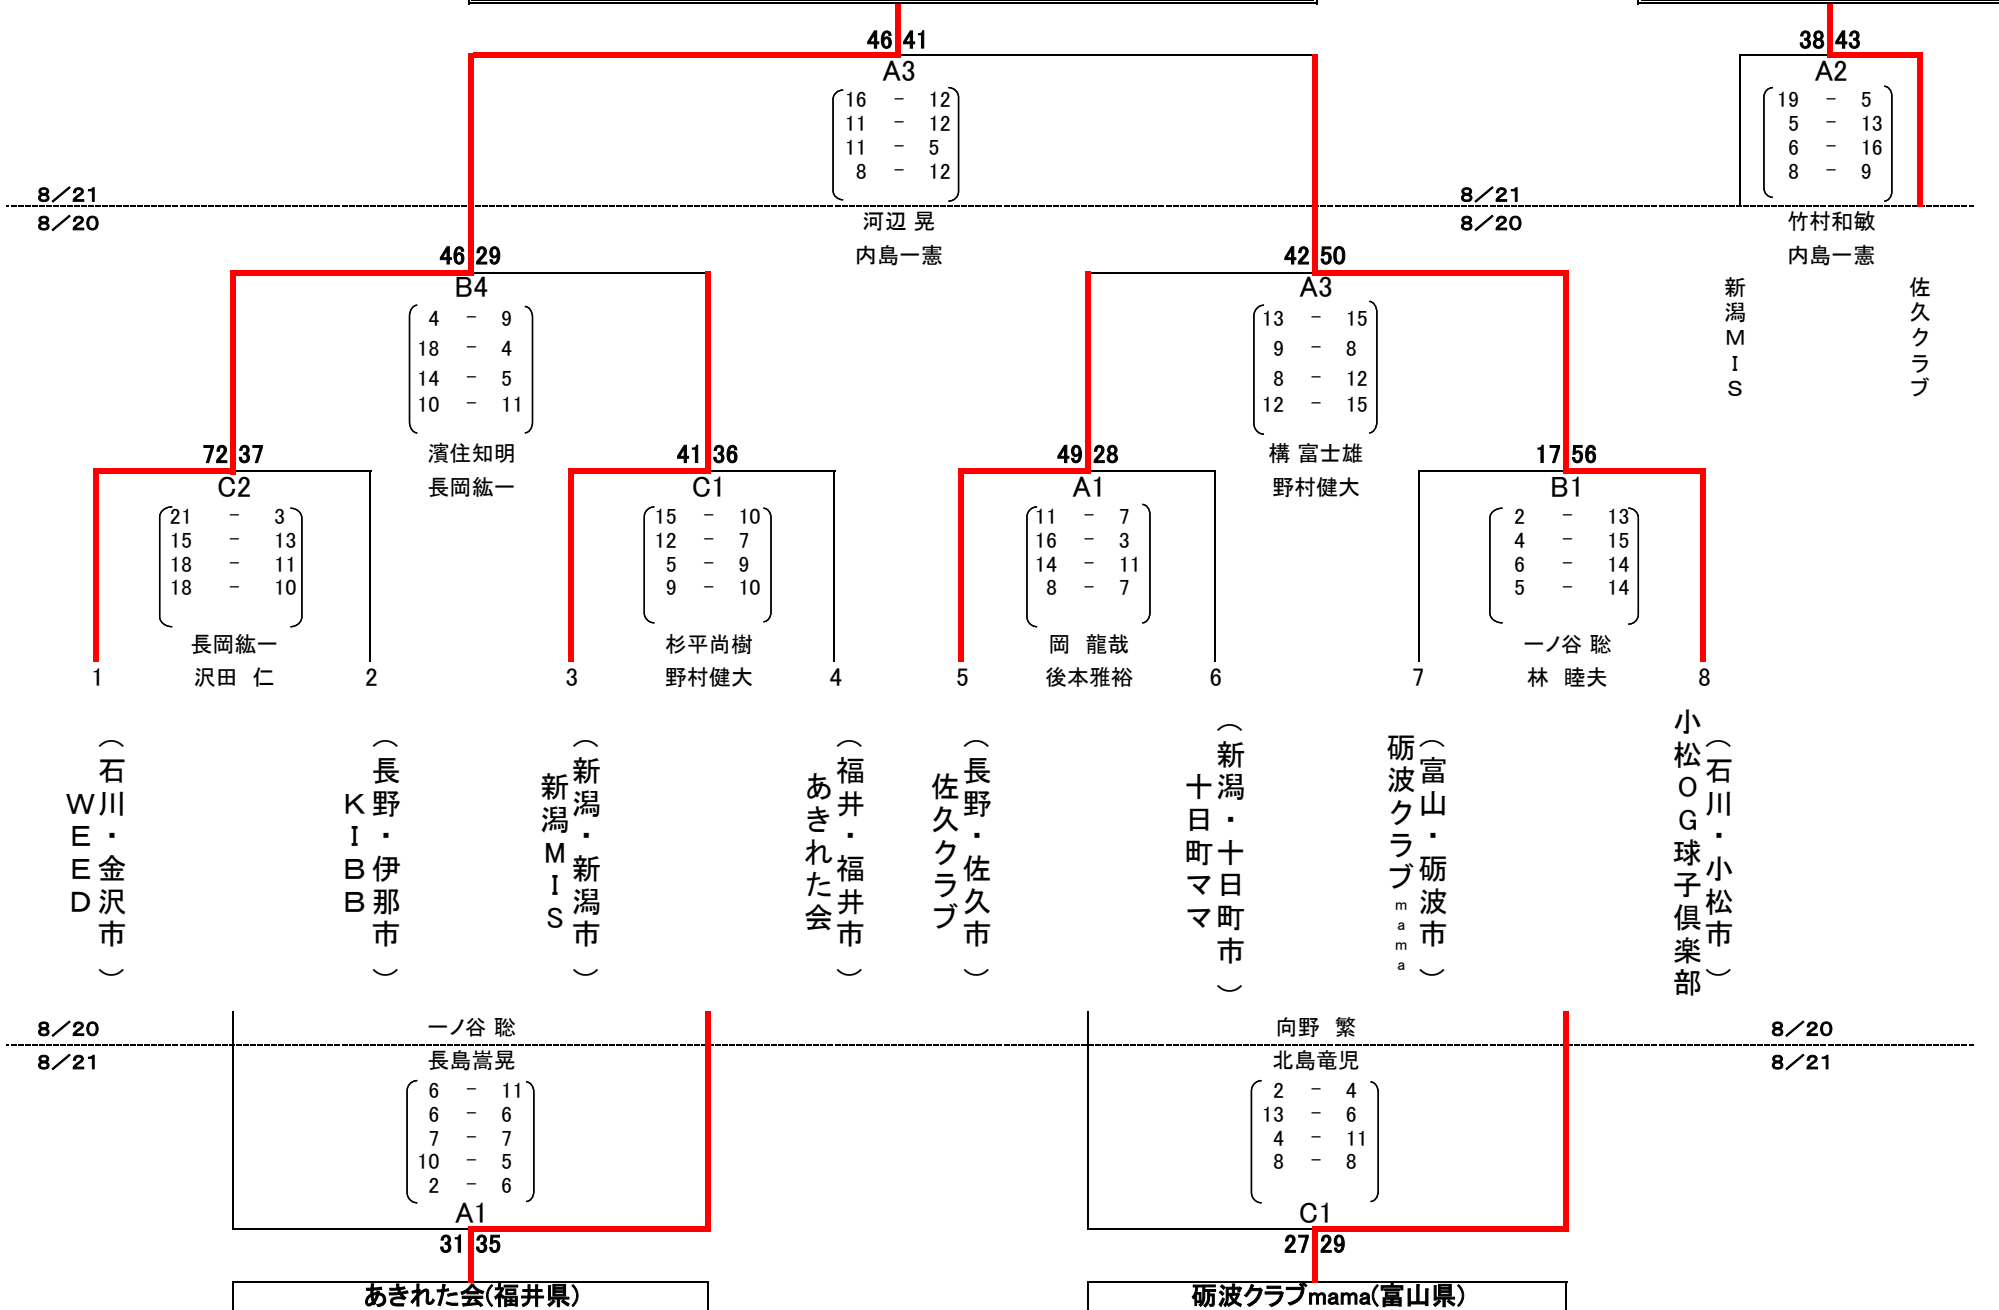 46 41
A3
16 - 12
11 - 12
11 - 5
8 - 12
38 43
A2
19 - 5
5 - 13
6 - 16
8 - 9
8/21
8/21
8/20
河辺 晃
内島一憲
8/20
竹村和敏
内島一憲
新潟MIS
佐久クラブ
46 29
B4
4 - 9
18 - 4
14 - 5
10 - 11
濱住知明
長岡紘一
42 50
A3
13 - 15
9 - 8
8 - 12
12 - 15
構 富士雄
野村健大
72 37
C2
21 - 3
15 - 13
18 - 11
18 - 10
長岡紘一
沢田 仁
41 36
C1
15 - 10
12 - 7
5 - 9
9 - 10
杉平尚樹
野村健大
49 28
A1
11 - 7
16 - 3
14 - 11
8 - 7
岡 龍哉
後本雅裕
17 56
B1
2 - 13
4 - 15
6 - 14
5 - 14
一ノ谷 聡
林 睦夫
1
2
3
4
5
6
7
8
(石川・金沢市)
WEED
(長野・伊那市)
KIBB
(新潟・新潟市)
新潟MIS
(福井・福井市)
あきれた会
(長野・佐久市)
佐久クラブ
(新潟・十日町市)
十日町ママ
(富山・砺波市)
砺波クラブmama
(石川・小松市)
小松OG球子倶楽部
8/20
一ノ谷 聡
向野 繁
8/20
8/21
長島嵩晃
北島竜児
8/21
6 - 11
6 - 6
7 - 7
10 - 5
2 - 6
A1
31 35
あきれた会(福井県)
2 - 4
13 - 6
4 - 11
8 - 8
C1
27 29
砺波クラブmama(富山県)